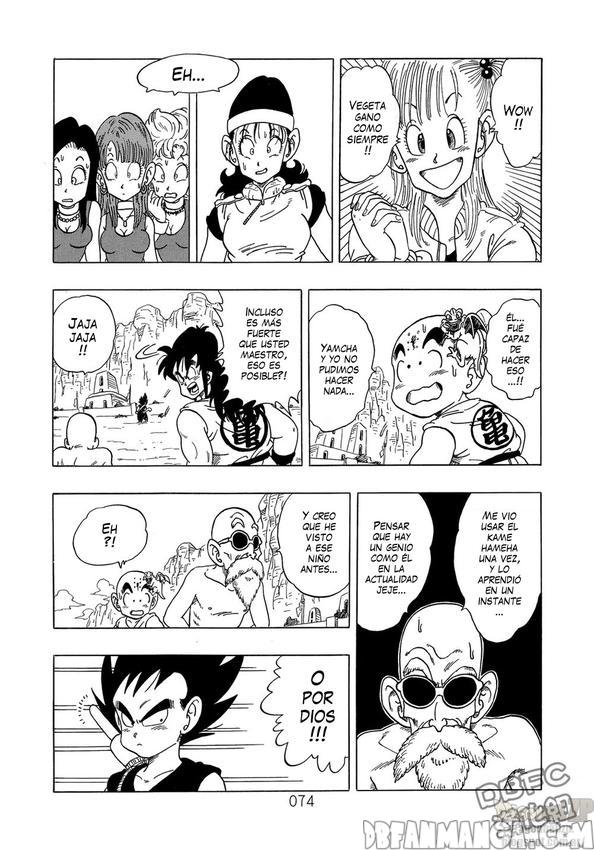 WOW
!!
VEGETA
GANO
COMO
SIEMPRE
!!
EH...
ÉL...
FUÉ
CAPAZ
DE HACER
ESO
...!!
YAMCHA
Y YO NO
PUDIMOS
HACER
NADA...
INCLUSO
ES MÁS
FUERTE
QUE USTED
MAESTRO,
ESO ES
POSIBLE?!
JAJA
JAJA
!!
亀
亀
ME VIO
USAR EL
KAME
HAMEHA
UNA VEZ,
Y LO
APRENDIÓ
EN UN
INSTANTE
...
PENSAR
QUE HAY
UN GENIO
COMO ÉL
EN LA
ACTUALIDAD
JEJE...
Y CREO
QUE HE
VISTO
A ESE
NIÑO
ANTES...
EH
?!
O
POR
DIOS
!!!
074
DBFC
DBFANMANGA